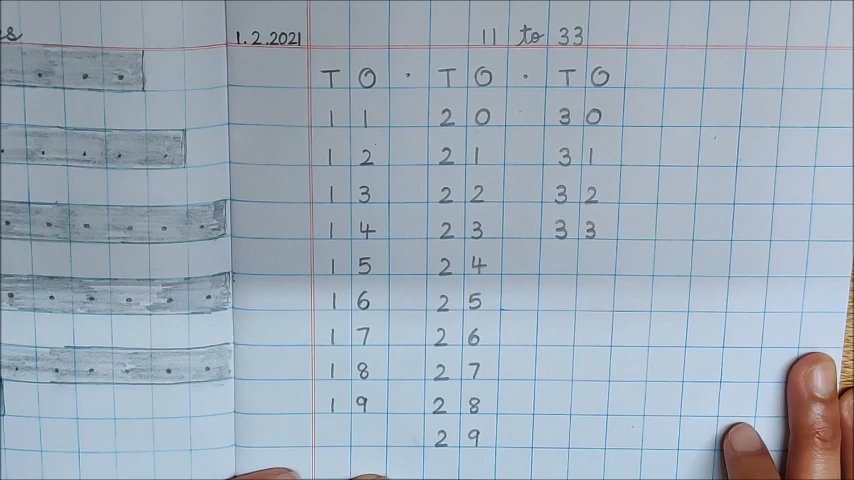 1.2.2021 11 to 33
T O . T O . T O
1 1 2 0 3 0
1 2 2 1 3 1
1 3 2 2 3 2
1 4 2 3 3 3
1 5 2 4
1 6 2 5
1 7 2 6
1 8 2 7
1 9 2 8
2 9